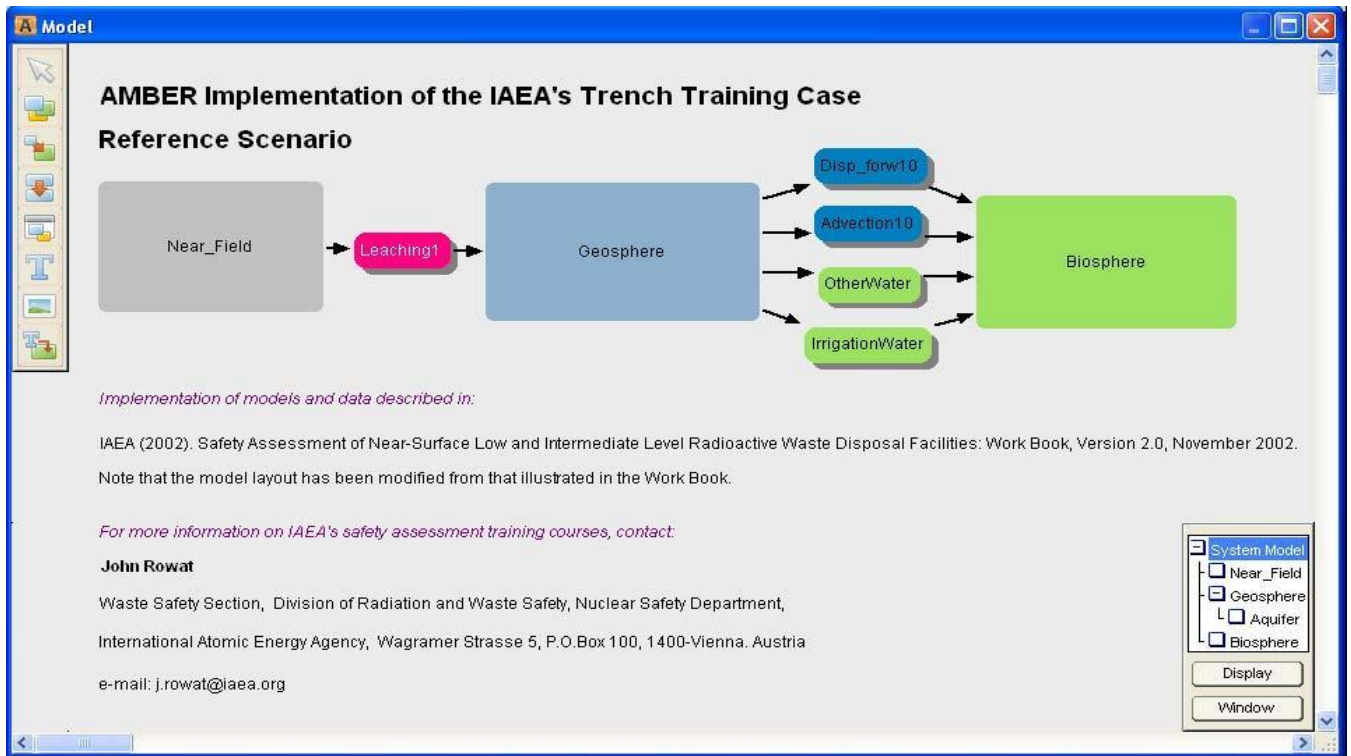 Model
AMBER Implementation of the IAEA's Trench Training Case
Reference Scenario
Near_Field
Leaching1
Geosphere
Disp_forw10
Advection10
OtherWater
IrrigationWater
Biosphere
Implementation of models and data described in:
IAEA (2002). Safety Assessment of Near-Surface Low and Intermediate Level Radioactive Waste Disposal Facilities: Work Book, Version 2.0, November 2002.
Note that the model layout has been modified from that illustrated in the Work Book.
For more information on IAEA's safety assessment training courses, contact:
John Rowat
Waste Safety Section, Division of Radiation and Waste Safety, Nuclear Safety Department,
International Atomic Energy Agency, Wagramer Strasse 5, P.O.Box 100, 1400-Vienna. Austria
e-mail: j.rowat@iaea.org
System Model
Near_Field
Geosphere
Aquifer
Biosphere
Display
Window